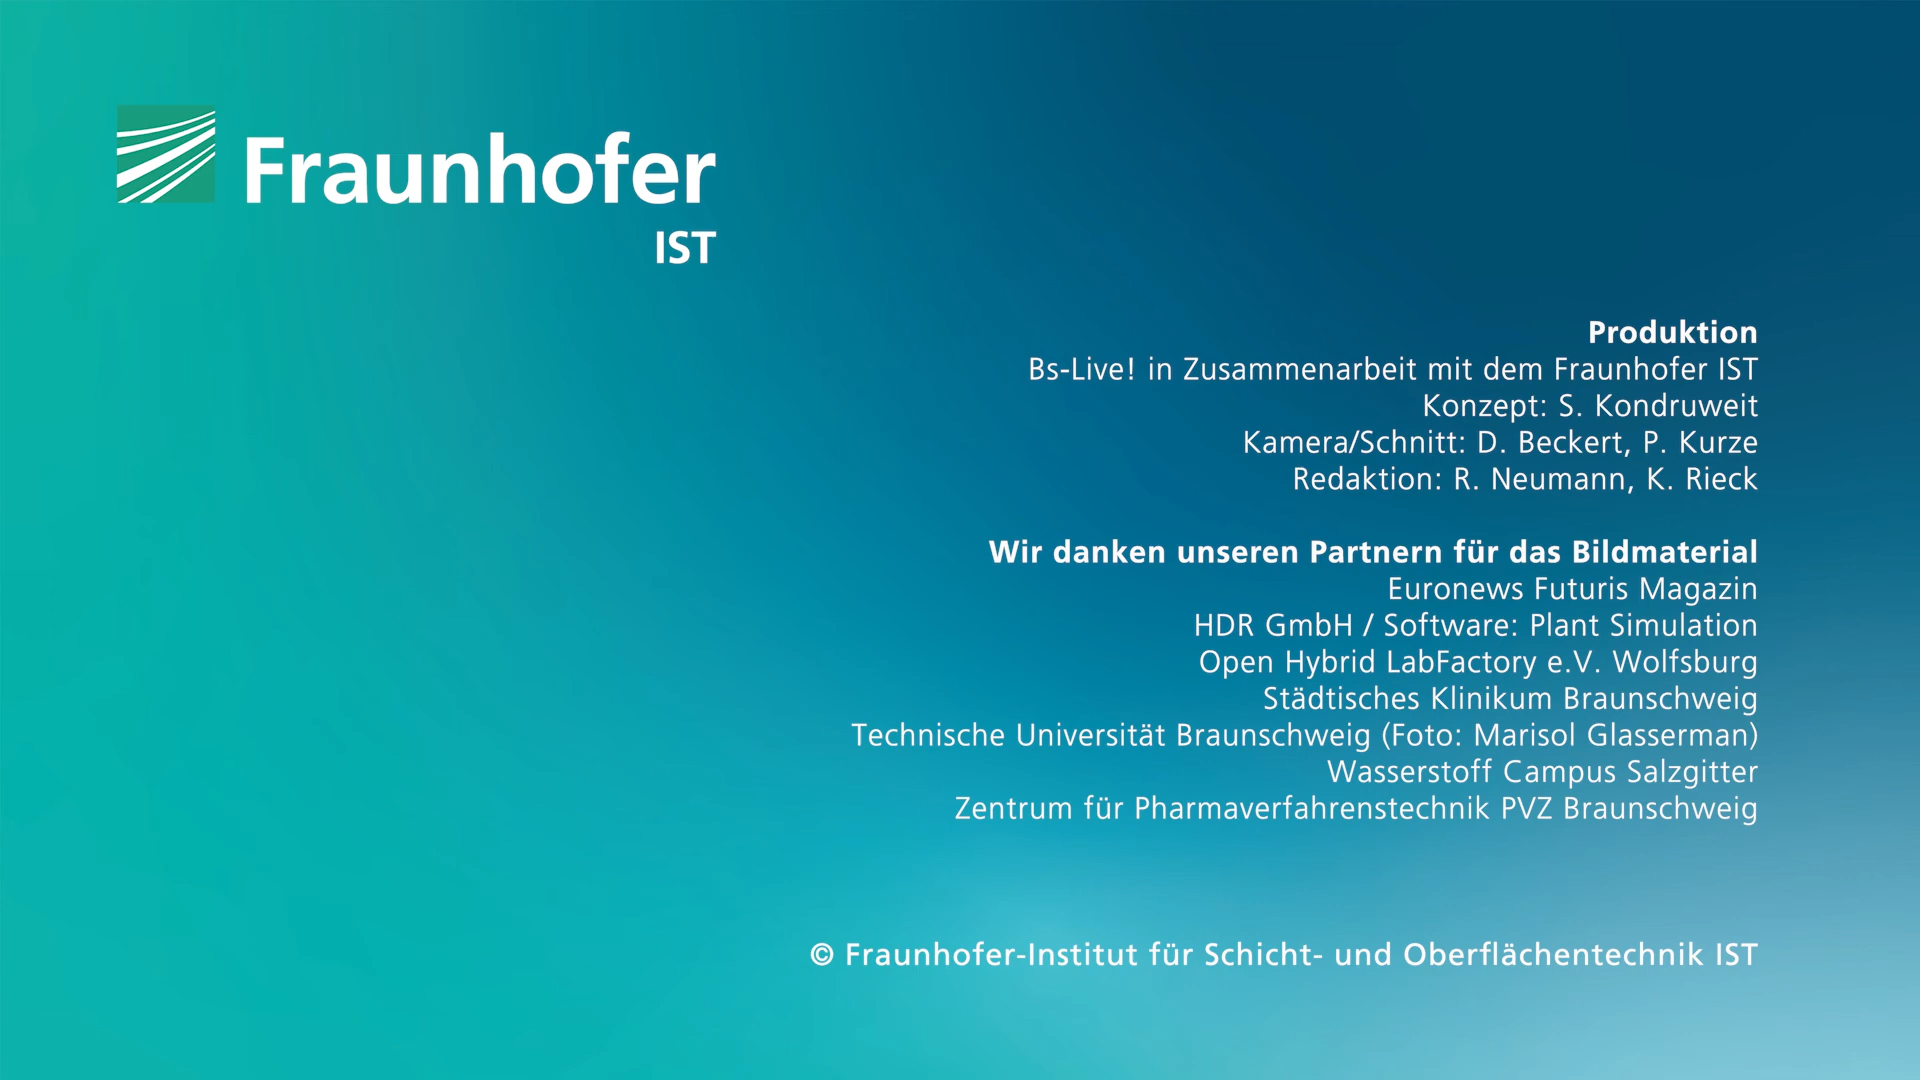 Fraunhofer
IST
Produktion
Bs-Live! in Zusammenarbeit mit dem Fraunhofer IST
Konzept: S. Kondruweit
Kamera/Schnitt: D. Beckert, P. Kurze
Redaktion: R. Neumann, K. Rieck
Wir danken unseren Partnern für das Bildmaterial
Euronews Futuris Magazin
HDR GmbH / Software: Plant Simulation
Open Hybrid LabFactory e.V. Wolfsburg
Städtisches Klinikum Braunschweig
Technische Universität Braunschweig (Foto: Marisol Glasserman)
Wasserstoff Campus Salzgitter
Zentrum für Pharmaverfahrenstechnik PVZ Braunschweig
© Fraunhofer-Institut für Schicht- und Oberflächentechnik IST